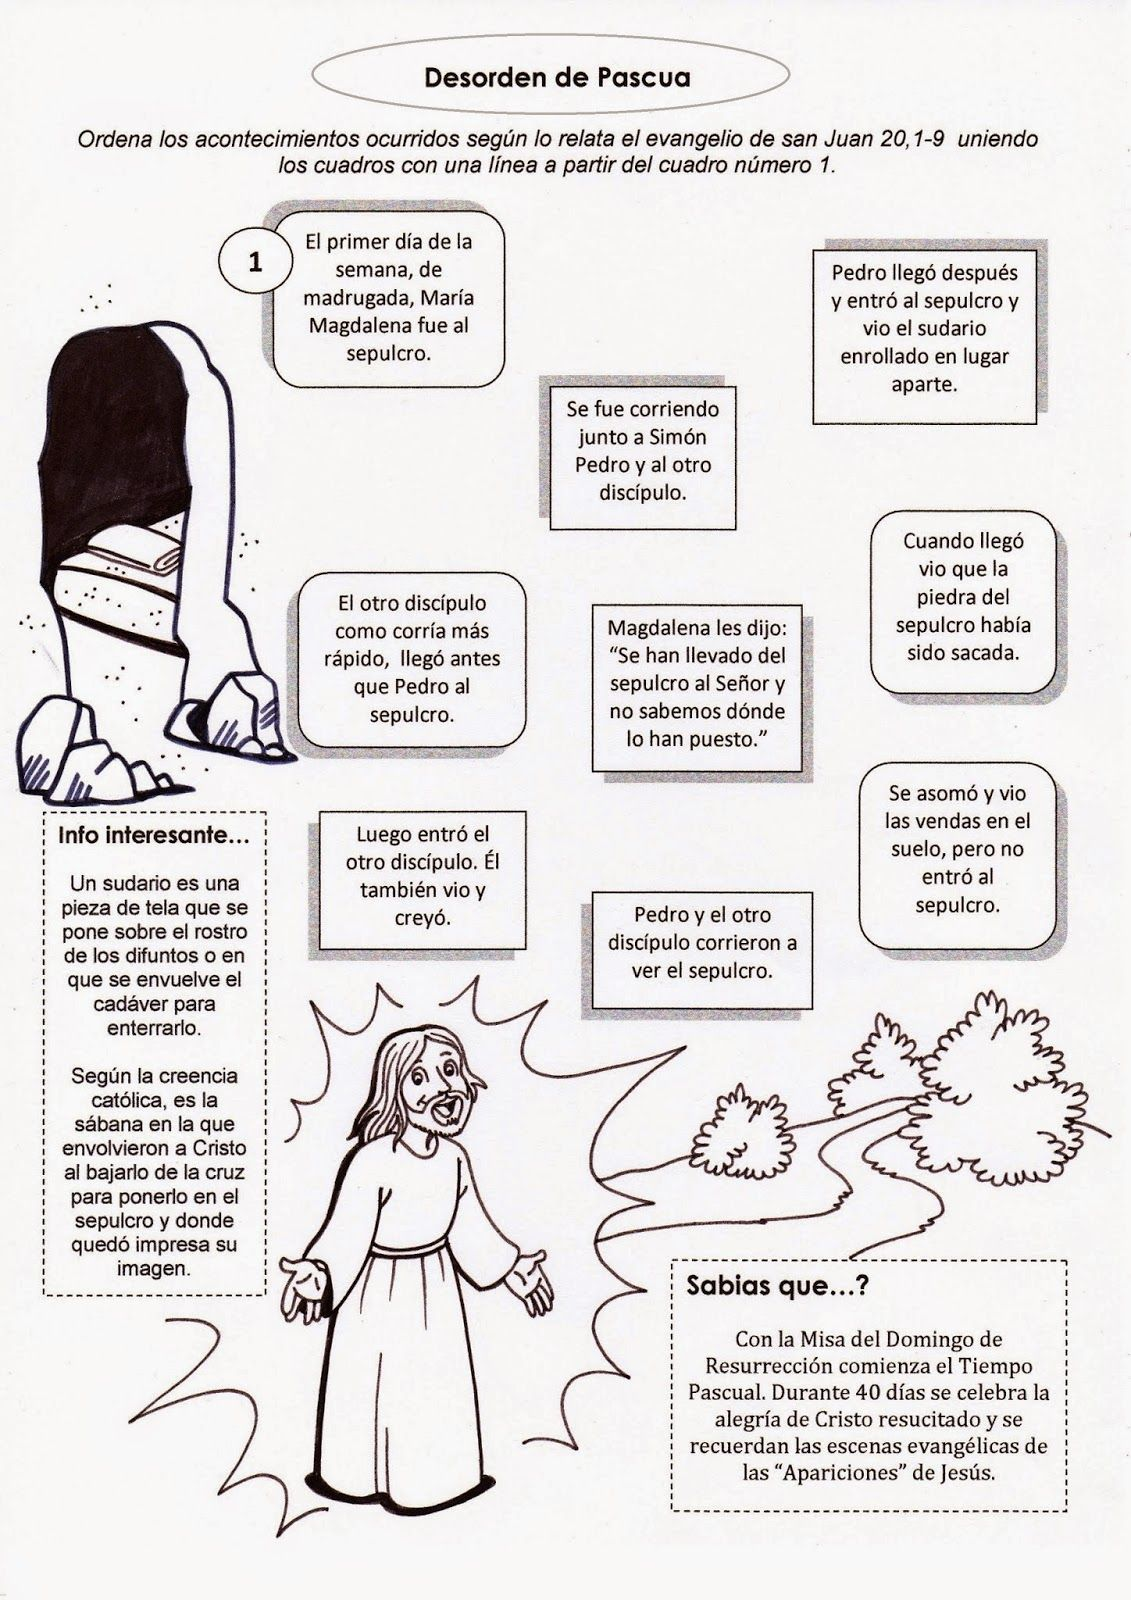 Desorden de Pascua
Ordena los acontecimientos ocurridos según lo relata el evangelio de san Juan 20,1-9 uniendo
los cuadros con una línea a partir del cuadro número 1.
1
El primer día de la
semana, de
madrugada, María
Magdalena fue al
sepulcro.
Pedro llegó después
y entró al sepulcro y
vio el sudario
enrollado en lugar
aparte.
Se fue corriendo
junto a Simón
Pedro y al otro
discípulo.
Cuando llegó
vio que la
piedra del
sepulcro había
sido sacada.
El otro discípulo
como corría más
rápido, llegó antes
que Pedro al
sepulcro.
Magdalena les dijo:
“Se han llevado del
sepulcro al Señor y
no sabemos dónde
lo han puesto.”
Se asomó y vio
las vendas en el
suelo, pero no
entró al
sepulcro.
Luego entró el
otro discípulo. Él
también vio y
creyó.
Pedro y el otro
discípulo corrieron a
ver el sepulcro.
Info interesante...
Un sudario es una
pieza de tela que se
pone sobre el rostro
de los difuntos o en
que se envuelve el
cadáver para
enterrarlo.
Según la creencia
católica, es la
sábana en la que
envolvieron a Cristo
al bajarlo de la cruz
para ponerlo en el
sepulcro y donde
quedó impresa su
imagen.
Sabias que...?
Con la Misa del Domingo de
Resurrección comienza el Tiempo
Pascual. Durante 40 días se celebra la
alegría de Cristo resucitado y se
recuerdan las escenas evangélicas de
las “Apariciones” de Jesús.